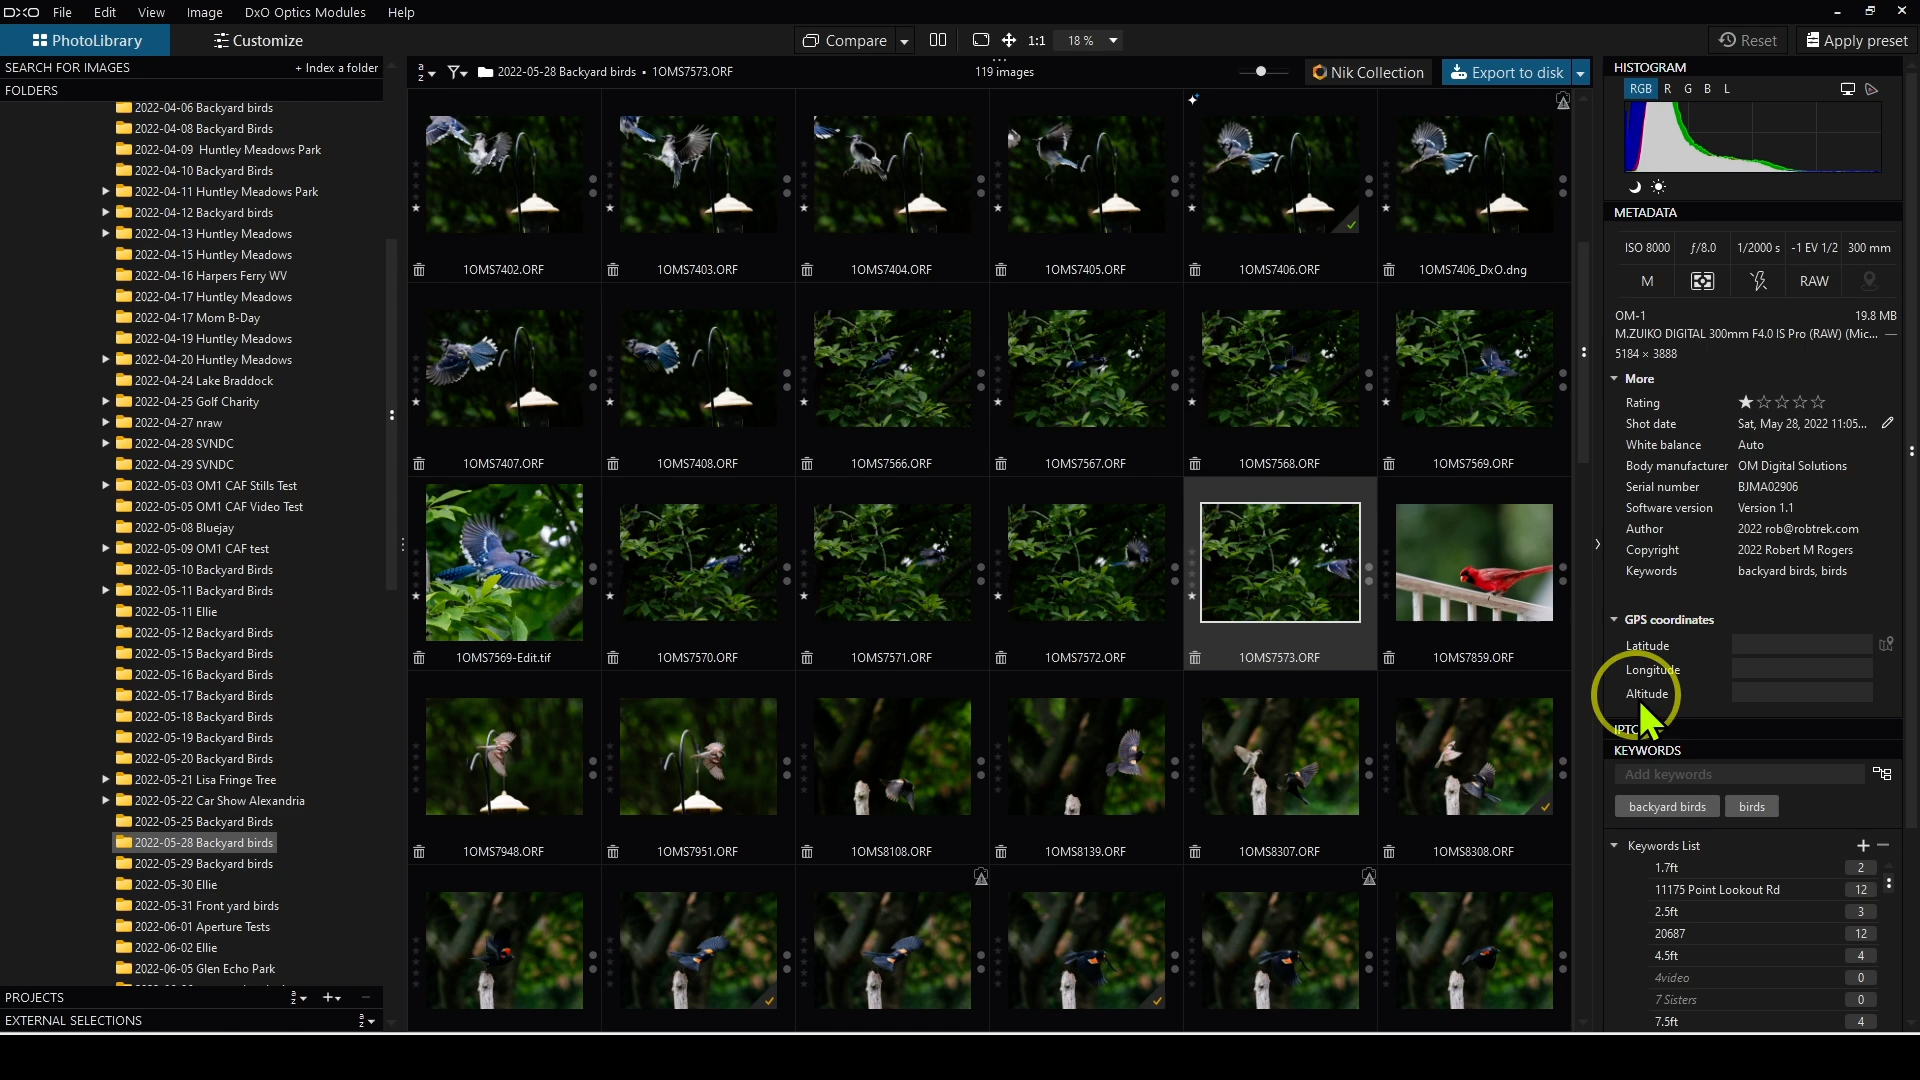 DXO File Edit View Image DxO Optics Modules Help
PhotoLibrary Customize Compare 1:1 18 % Reset Apply preset
SEARCH FOR IMAGES + Index a folder
FOLDERS
2022-04-06 Backyard birds
2022-04-08 Backyard Birds
2022-04-09 Huntley Meadows Park
2022-04-10 Backyard Birds
2022-04-11 Huntley Meadows Park
2022-04-12 Backyard birds
2022-04-13 Huntley Meadows
2022-04-15 Huntley Meadows
2022-04-16 Harpers Ferry WV
2022-04-17 Huntley Meadows
2022-04-17 Mom B-Day
2022-04-19 Huntley Meadows
2022-04-20 Huntley Meadows
2022-04-24 Lake Braddock
2022-04-25 Golf Charity
2022-04-27 nraw
2022-04-28 SVNDC
2022-04-29 SVNDC
2022-05-03 OM1 CAF Stills Test
2022-05-05 OM1 CAF Video Test
2022-05-08 Bluejay
2022-05-09 OM1 CAF test
2022-05-10 Backyard Birds
2022-05-11 Backyard Birds
2022-05-11 Ellie
2022-05-12 Backyard Birds
2022-05-15 Backyard Birds
2022-05-16 Backyard Birds
2022-05-17 Backyard Birds
2022-05-18 Backyard Birds
2022-05-19 Backyard Birds
2022-05-20 Backyard Birds
2022-05-21 Lisa Fringe Tree
2022-05-22 Car Show Alexandria
2022-05-25 Backyard Birds
2022-05-28 Backyard birds
2022-05-29 Backyard birds
2022-05-30 Ellie
2022-05-31 Front yard birds
2022-06-01 Aperture Tests
2022-06-02 Ellie
2022-06-05 Glen Echo Park
PROJECTS
EXTERNAL SELECTIONS
2022-05-28 Backyard birds • 1OMS7573.ORF 119 images Nik Collection Export to disk
1OMS7402.ORF 1OMS7403.ORF 1OMS7404.ORF 1OMS7405.ORF 1OMS7406.ORF 1OMS7406_DxO.dng
1OMS7407.ORF 1OMS7408.ORF 1OMS7566.ORF 1OMS7567.ORF 1OMS7568.ORF 1OMS7569.ORF
1OMS7569-Edit.tif 1OMS7570.ORF 1OMS7571.ORF 1OMS7572.ORF 1OMS7573.ORF 1OMS7859.ORF
1OMS7948.ORF 1OMS7951.ORF 1OMS8108.ORF 1OMS8139.ORF 1OMS8307.ORF 1OMS8308.ORF
HISTOGRAM
RGB R G B L
METADATA
ISO 8000 ƒ/8.0 1/2000 s -1 EV 1/2 300 mm
M RAW
OM-1 19.8 MB
M.ZUIKO DIGITAL 300mm F4.0 IS Pro (RAW) (Mic...
5184 × 3888
More
Rating
Shot date Sat, May 28, 2022 11:05...
White balance Auto
Body manufacturer OM Digital Solutions
Serial number BJMA02906
Software version Version 1.1
Author 2022 rob@robtrek.com
Copyright 2022 Robert M Rogers
Keywords backyard birds, birds
GPS coordinates
Latitude
Longitude
Altitude
IPTC
KEYWORDS
Add keywords
backyard birds birds
Keywords List
1.7ft 2
11175 Point Lookout Rd 12
2.5ft 3
20687 12
4.5ft 4
4video 0
7 Sisters 0
7.5ft 4